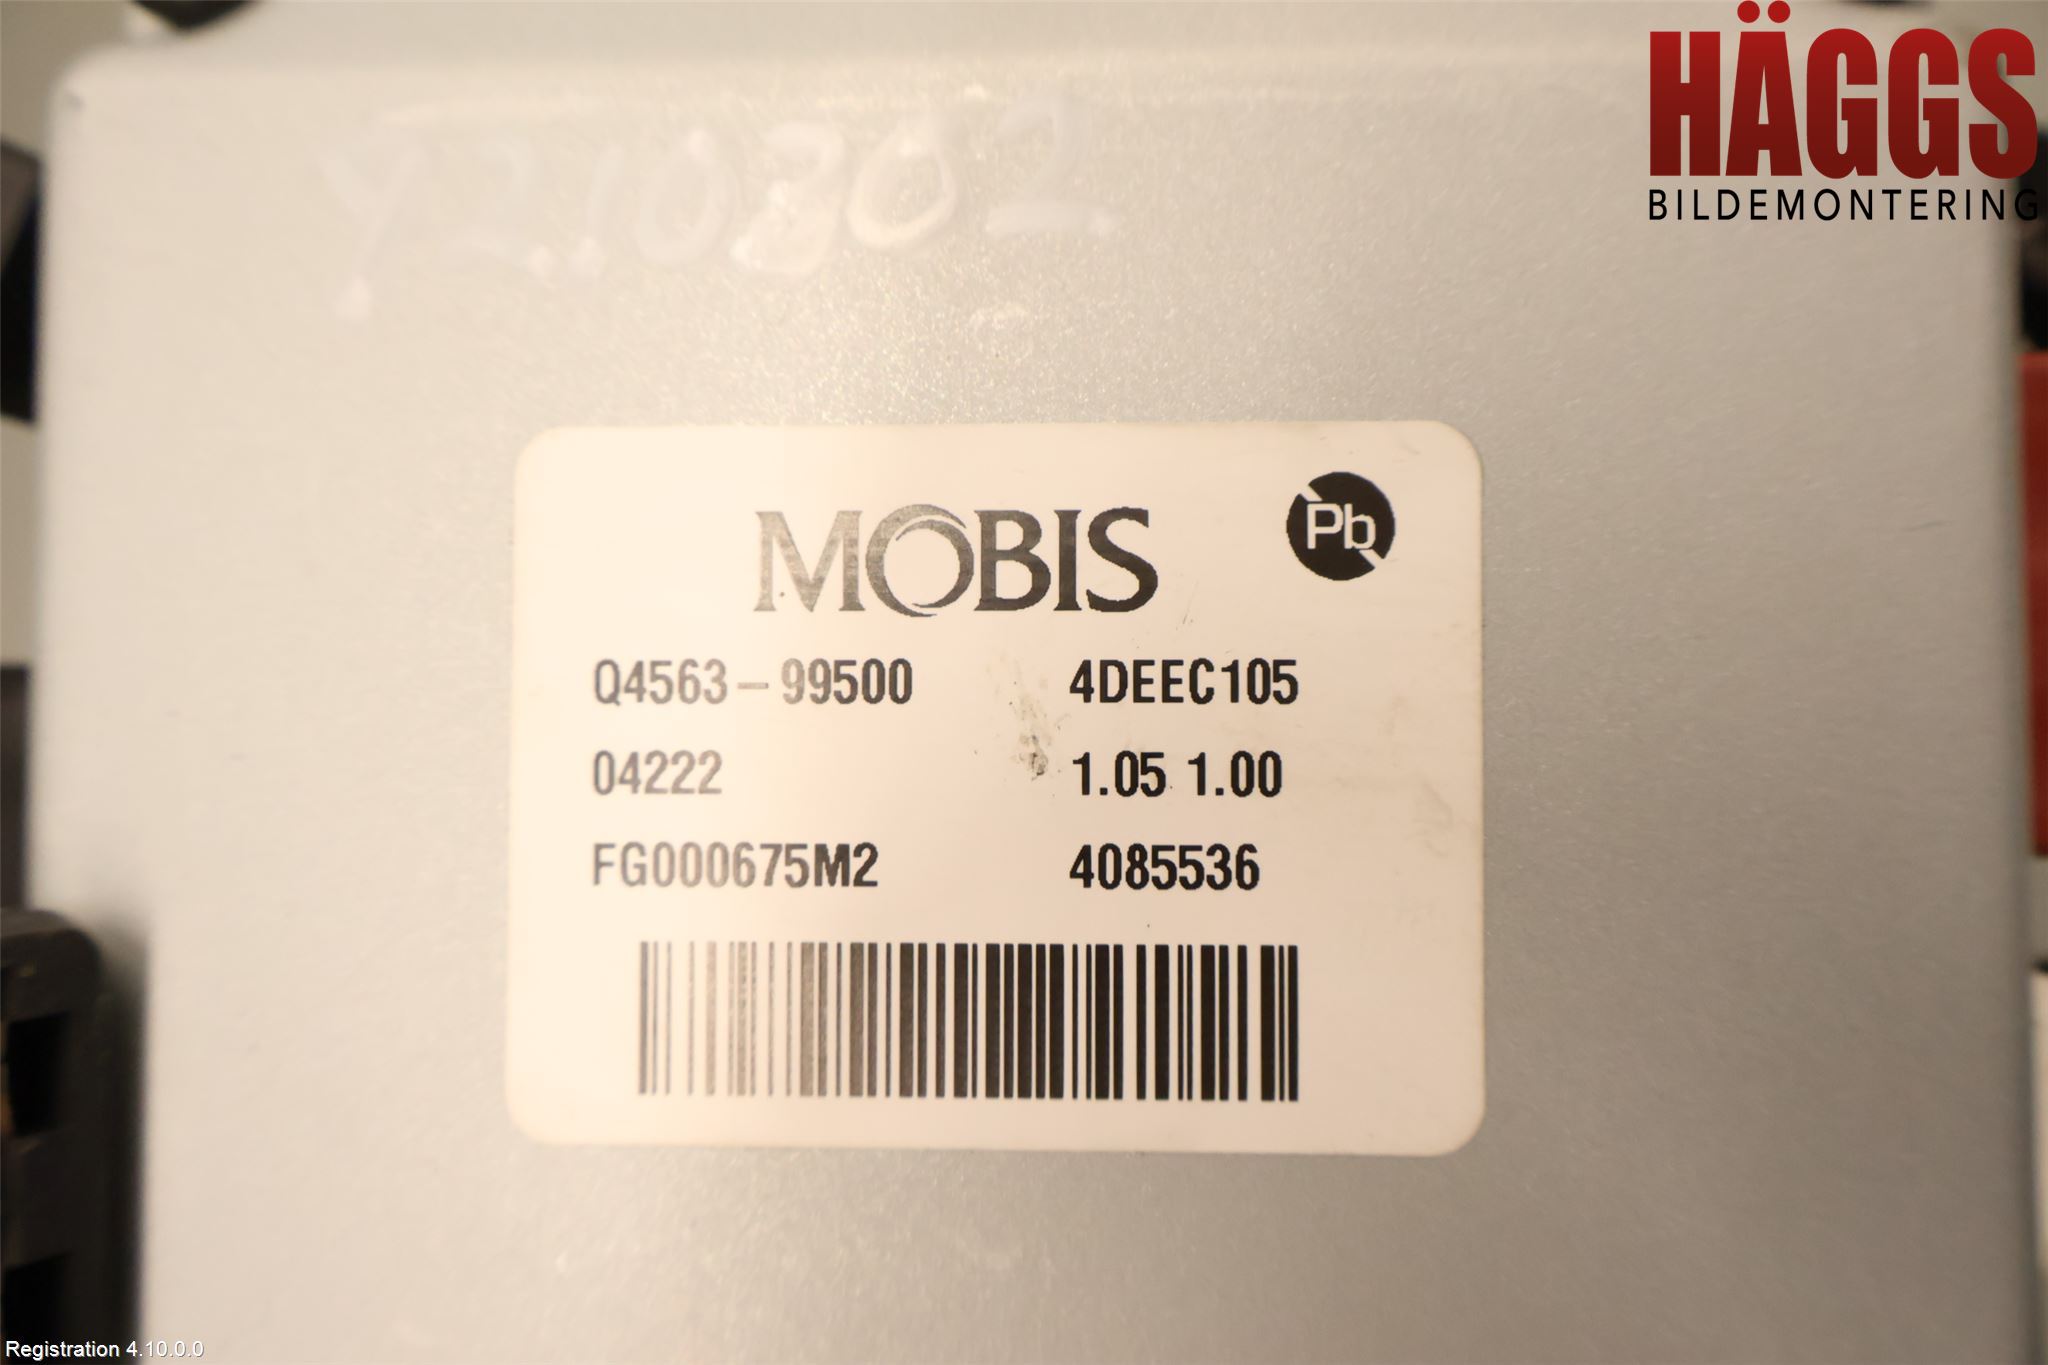 HÄGGS
BILDEMONTERING
Y210302
MOBIS
Pb
Q4563-99500 4DEEC105
04222 1.05 1.00
FG000675M2 4085536
Registration 4.10.0.0